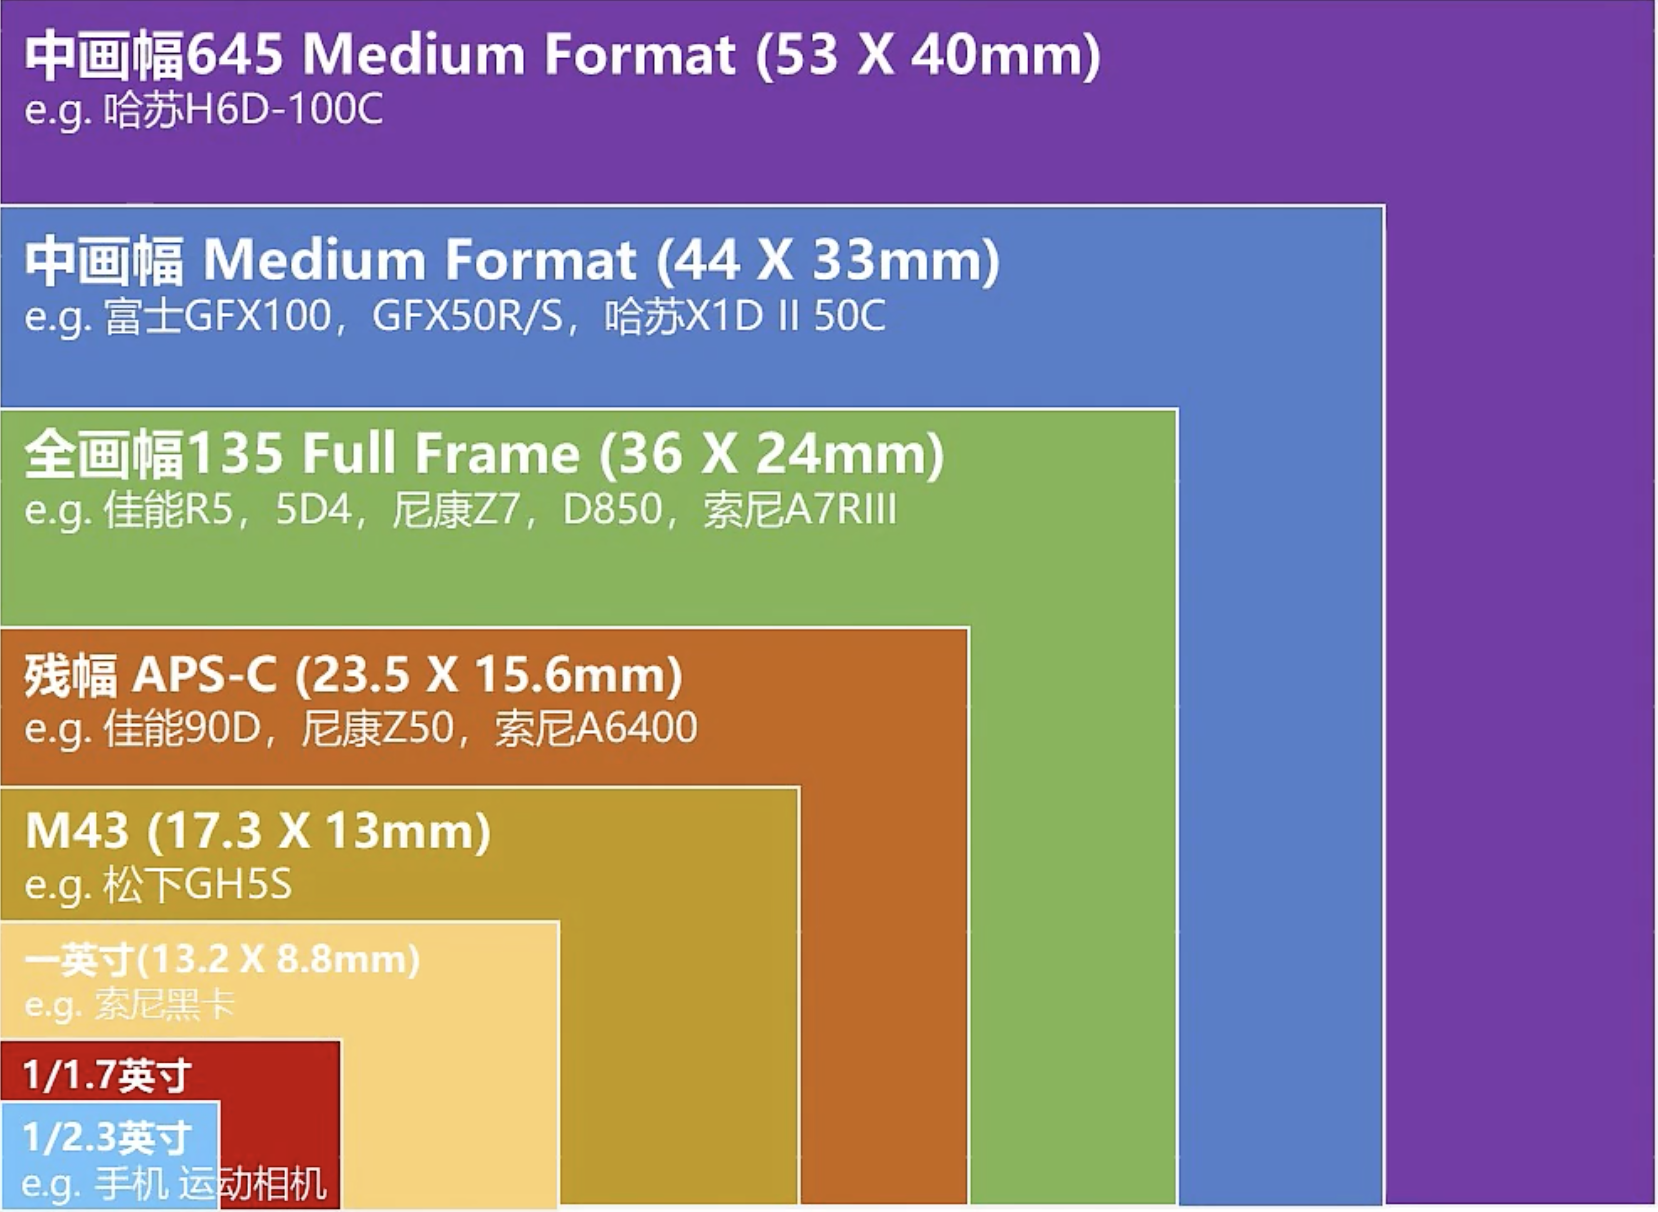 中画幅645 Medium Format (53 X 40mm)
e.g. 哈苏H6D-100C
中画幅 Medium Format (44 X 33mm)
e.g. 富士GFX100，GFX50R/S，哈苏X1D II 50C
全画幅135 Full Frame (36 X 24mm)
e.g. 佳能R5，5D4，尼康Z7，D850，索尼A7RIII
残幅 APS-C (23.5 X 15.6mm)
e.g. 佳能90D，尼康Z50，索尼A6400
M43 (17.3 X 13mm)
e.g. 松下GH5S
一英寸(13.2 X 8.8mm)
e.g. 索尼黑卡
1/1.7英寸
1/2.3英寸
e.g. 手机 运动相机